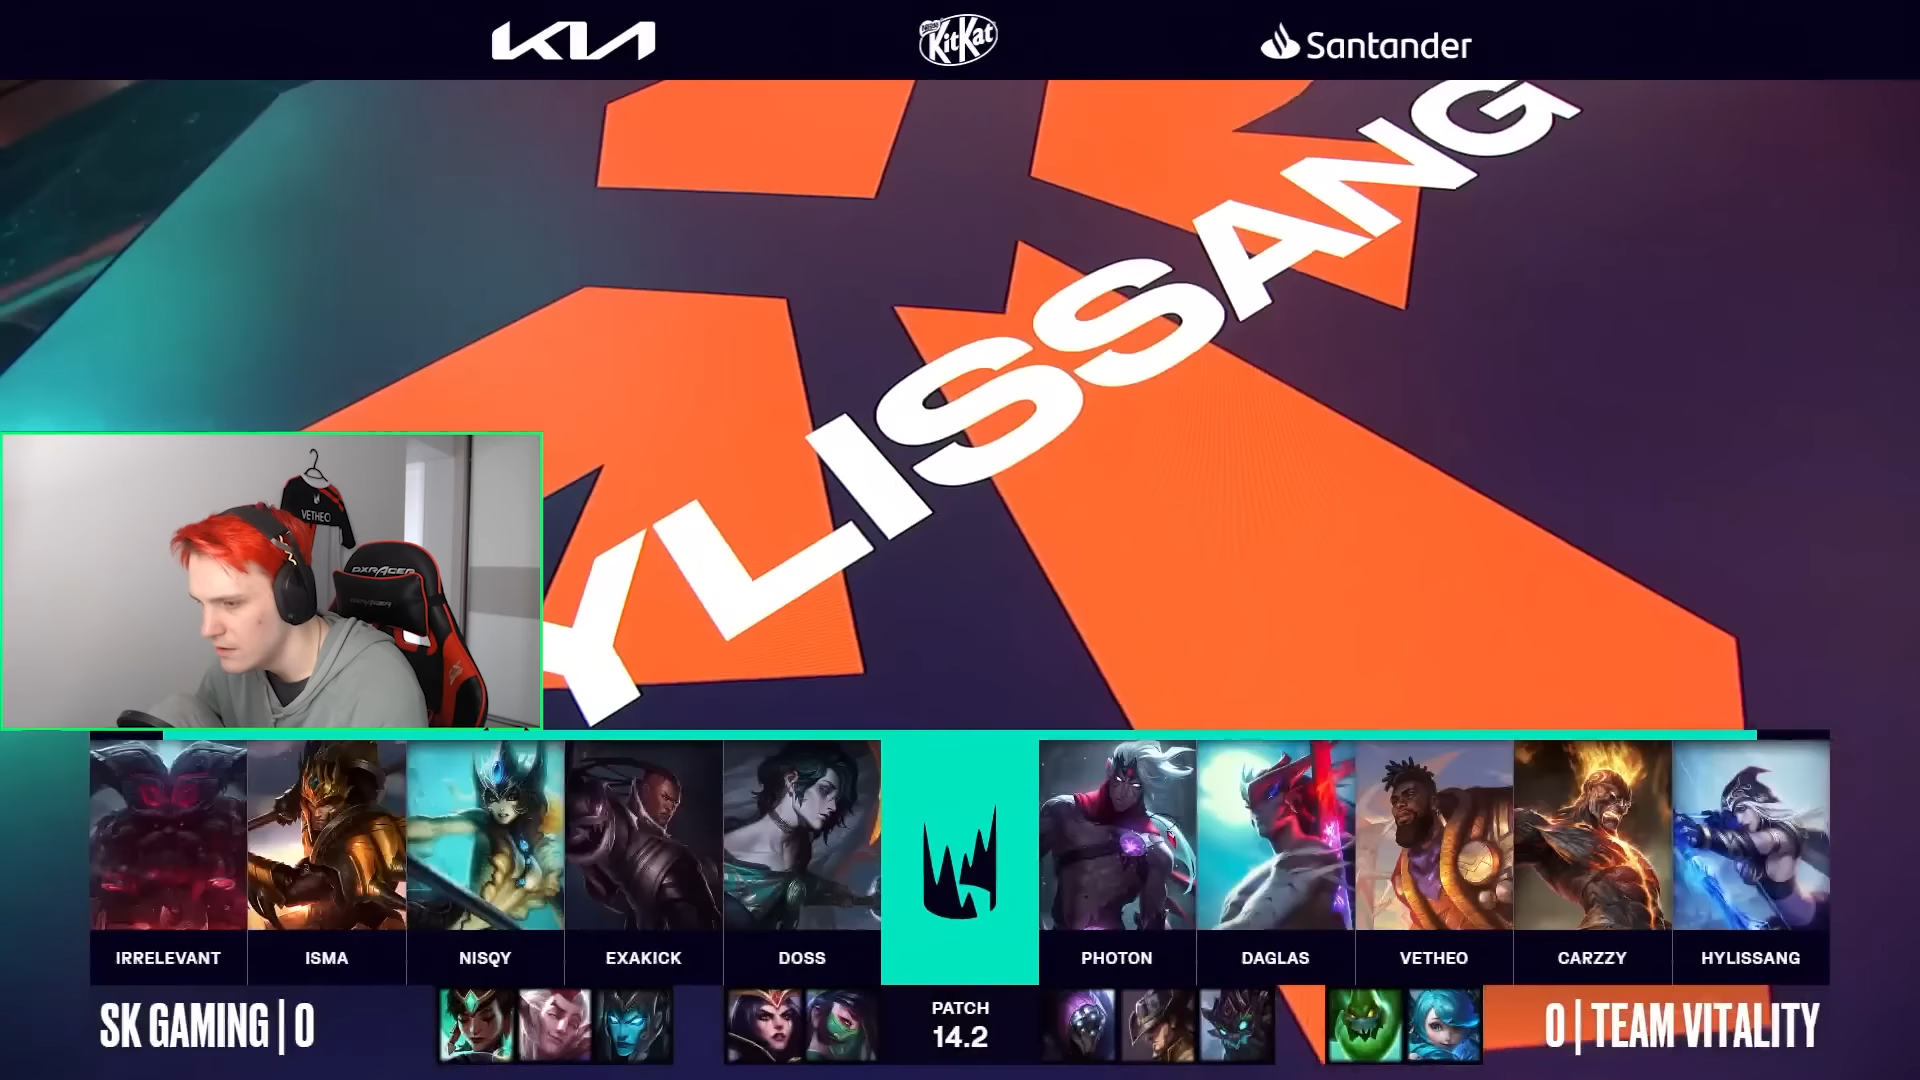 KIA
Nestlé
KitKat
Santander
YLISSANG
VETHEO
DXRACER
IRRELEVANT
ISMA
NISQY
EXAKICK
DOSS
PHOTON
DAGLAS
VETHEO
CARZZY
HYLISSANG
SK GAMING | 0
PATCH
14.2
0 | TEAM VITALITY